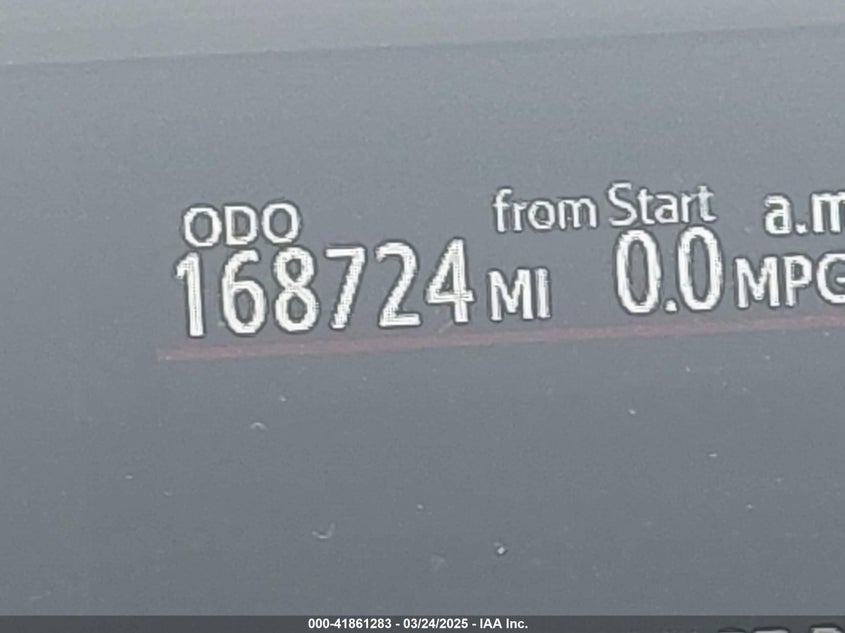 ODO from Start a.m
168724 MI 0.0 MPG
000-41861283 - 03/24/2025 - IAA Inc.